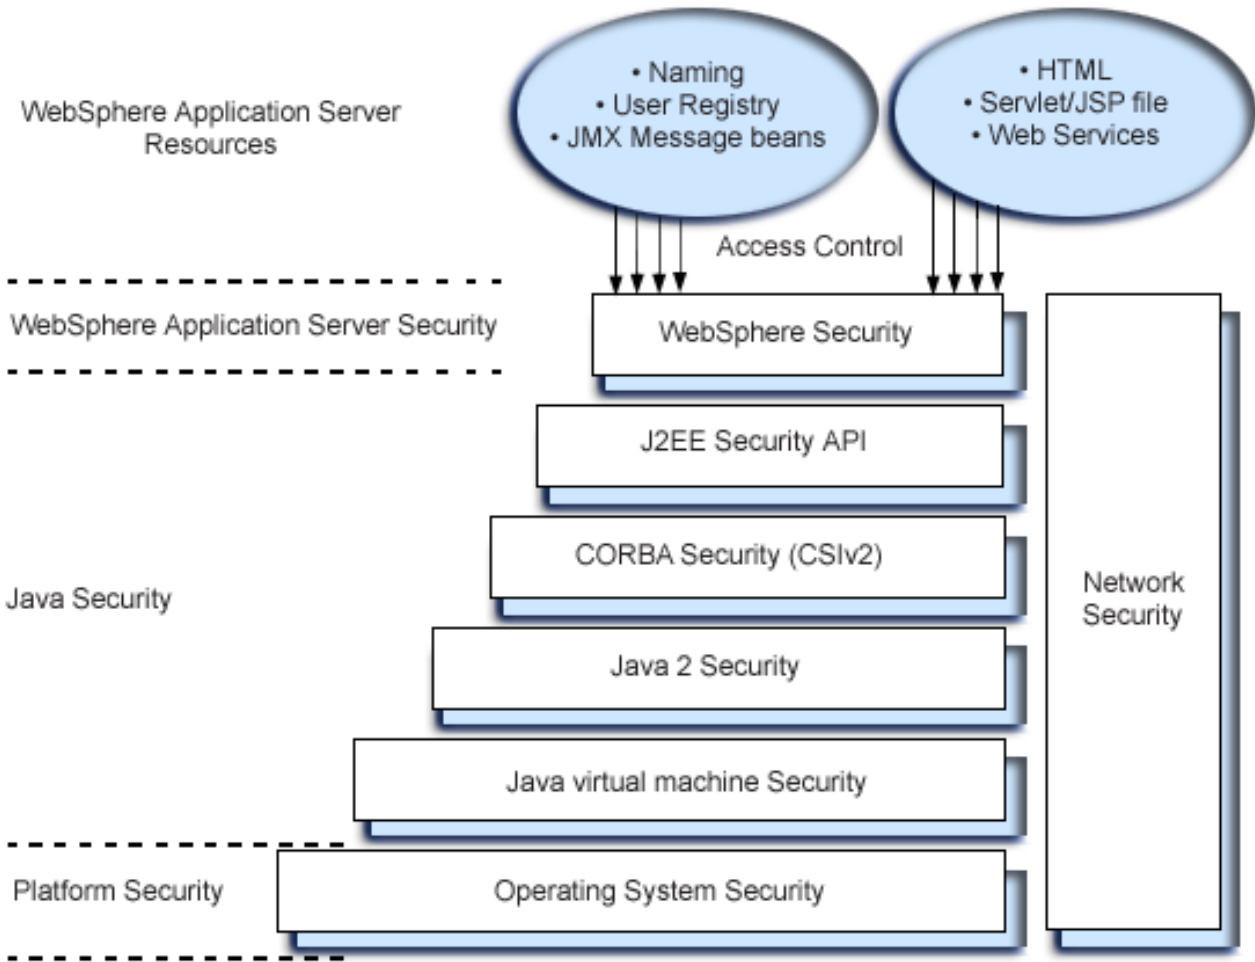 WebSphere Application Server
Resources
• Naming
• User Registry
• JMX Message beans
• HTML
• Servlet/JSP file
• Web Services
Access Control
WebSphere Application Server Security
WebSphere Security
J2EE Security API
CORBA Security (CSIv2)
Java Security
Network
Security
Java 2 Security
Java virtual machine Security
Platform Security
Operating System Security